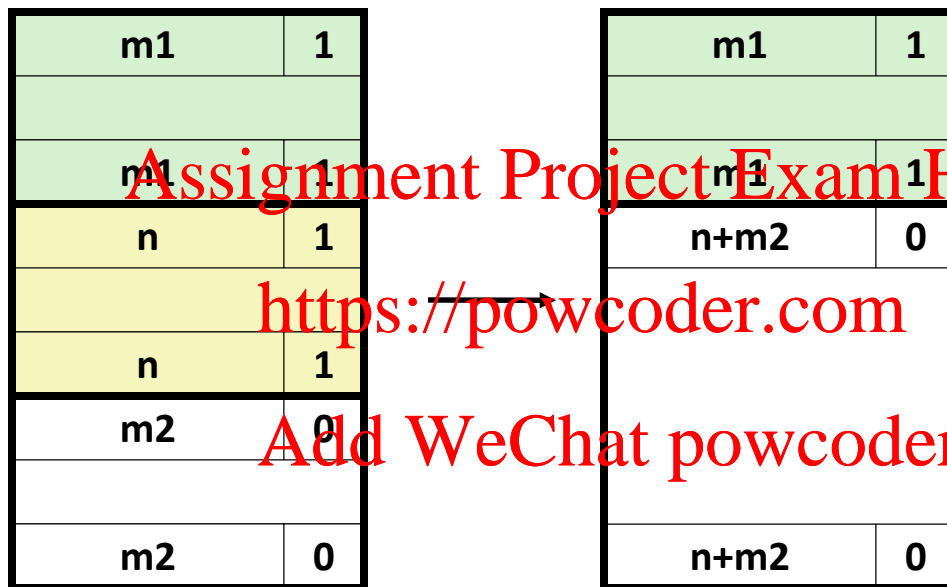 m1 1 m1 1
m1 1 m1 1
Assignment Project Exam H
n 1 n+m2 0
https://powcoder.com
n 1
m2 0
Add WeChat powcoder
m2 0 n+m2 0